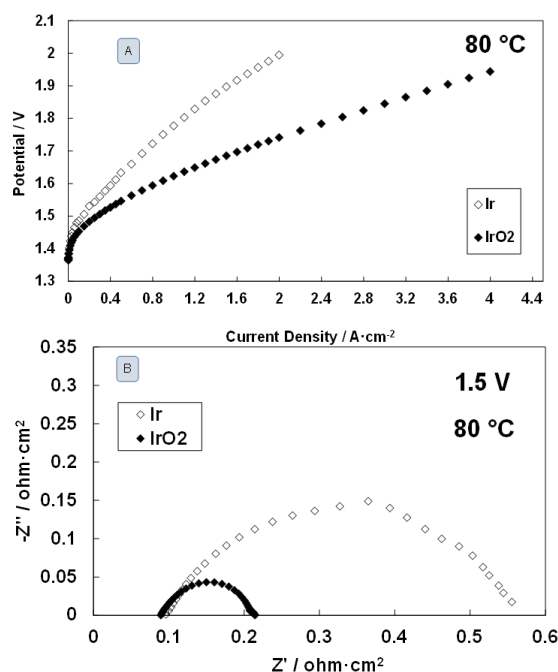 2.1
2
1.9
1.8
1.7
1.6
1.5
1.4
1.3
Potential / V
A
80 °C
Ir
IrO2
0 0.4 0.8 1.2 1.6 2 2.4 2.8 3.2 3.6 4 4.4
Current Density / A·cm-2
0.35
0.3
0.25
0.2
0.15
0.1
0.05
0
-Z'' / ohm·cm2
B
1.5 V
80 °C
Ir
IrO2
0 0.1 0.2 0.3 0.4 0.5 0.6
Z' / ohm·cm2